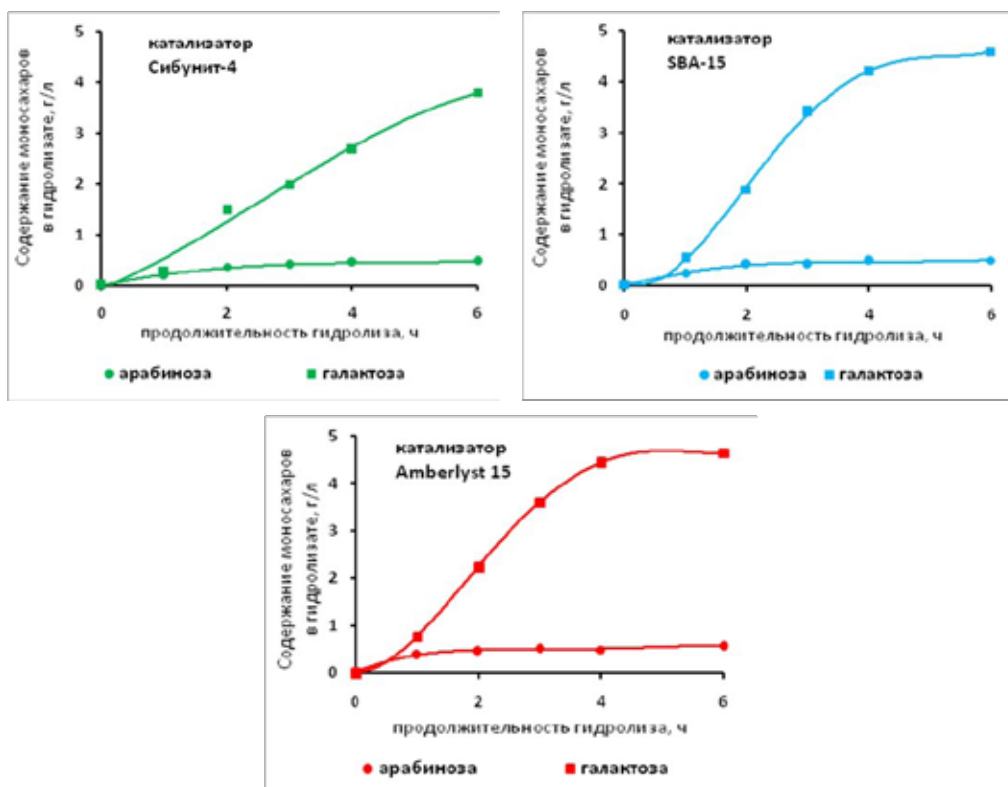 Содержание моносахаров
в гидролизате, г/л
5
4
3
2
1
0
катализатор
Сибунит-4
0
2
4
6
продолжительность гидролиза, ч
арабиноза
галактоза
Содержание моносахаров
в гидролизате, г/л
5
4
3
2
1
0
катализатор
SBA-15
0
2
4
6
продолжительность гидролиза, ч
арабиноза
галактоза
Содержание моносахаров
в гидролизате, г/л
5
4
3
2
1
0
катализатор
Amberlyst 15
0
2
4
6
продолжительность гидролиза, ч
арабиноза
галактоза